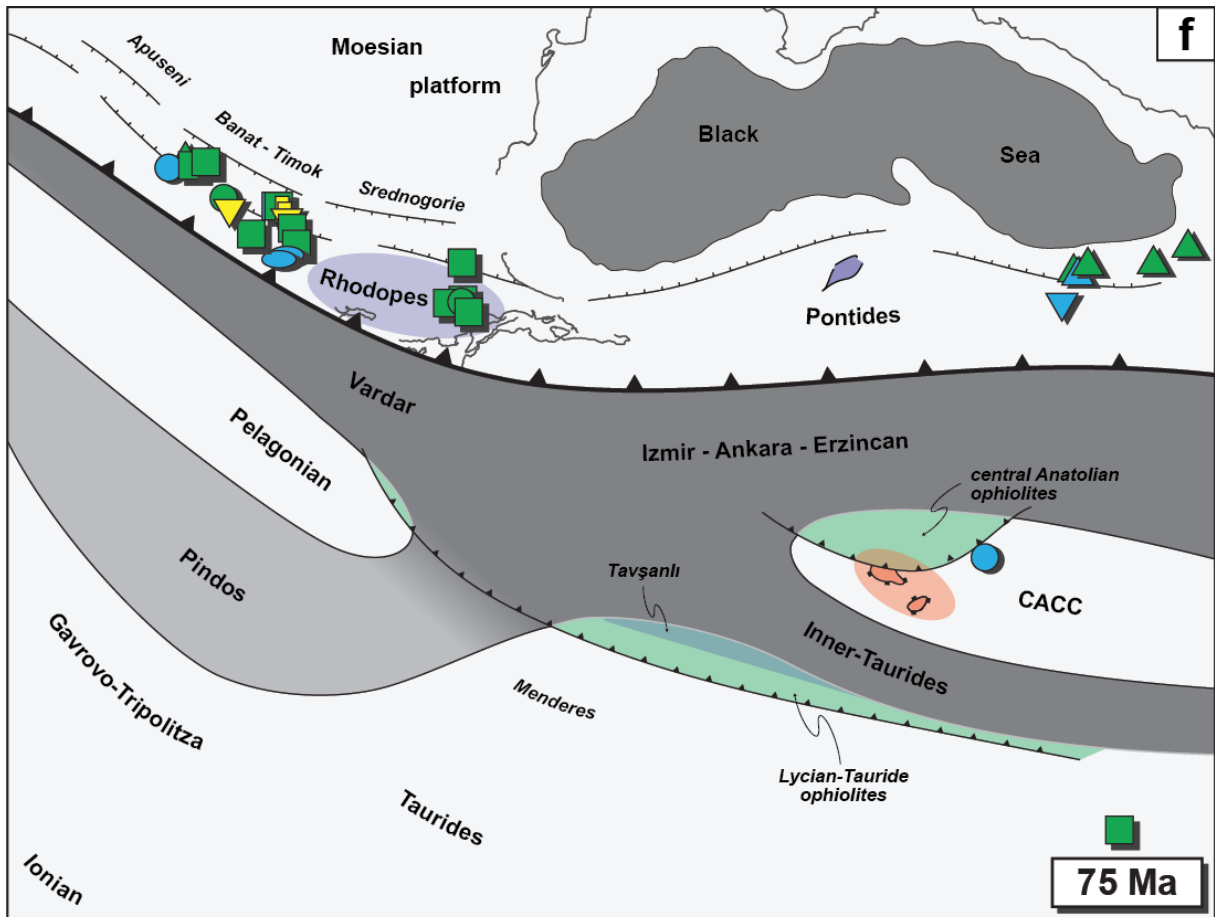 f
Apuseni
Moesian
platform
Banat - Timok
Black
Sea
Srednogorie
Rhodopes
Pontides
Vardar
Pelagonian
Izmir - Ankara - Erzincan
central Anatolian
ophiolites
Pindos
Tavşanlı
CACC
Inner-Taurides
Gavrovo-Tripolitza
Menderes
Lycian-Tauride
ophiolites
Taurides
Ionian
75 Ma